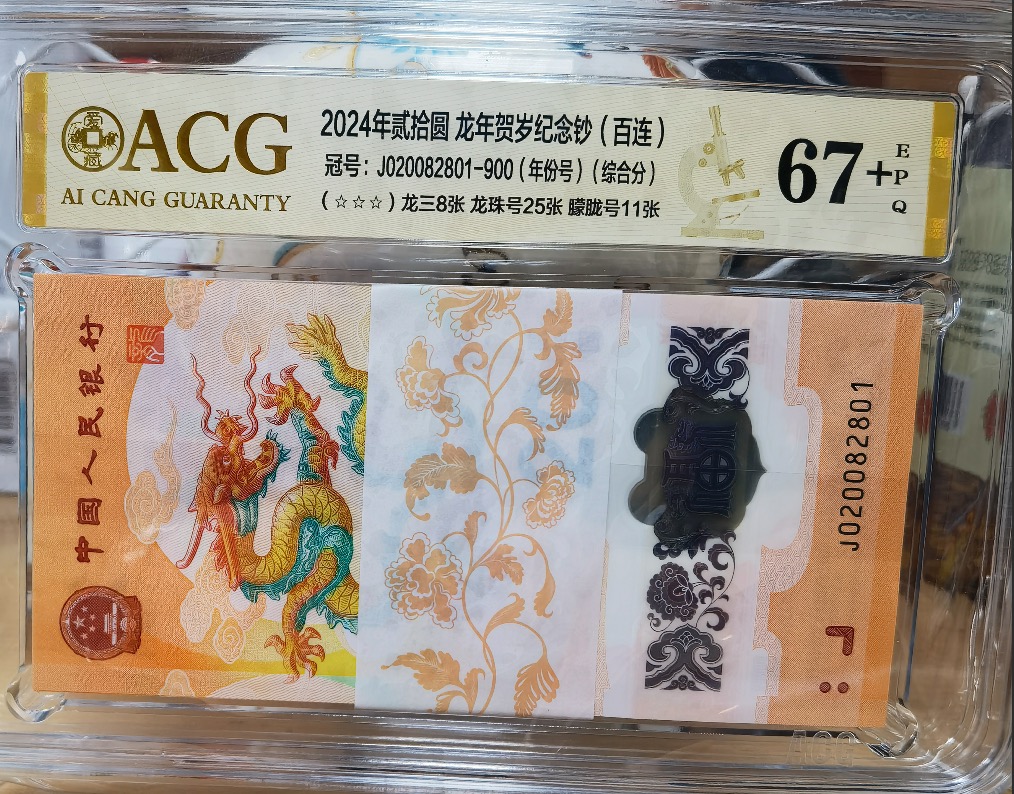 ACG
AI CANG GUARANTY
2024年贰拾圆 龙年贺岁纪念钞(百连)
冠号: J020082801-900(年份号)(综合分)
(☆☆☆)龙三8张 龙珠号25张 朦胧号11张
67+
EPQ
中国人民银行
J020082801
ACG